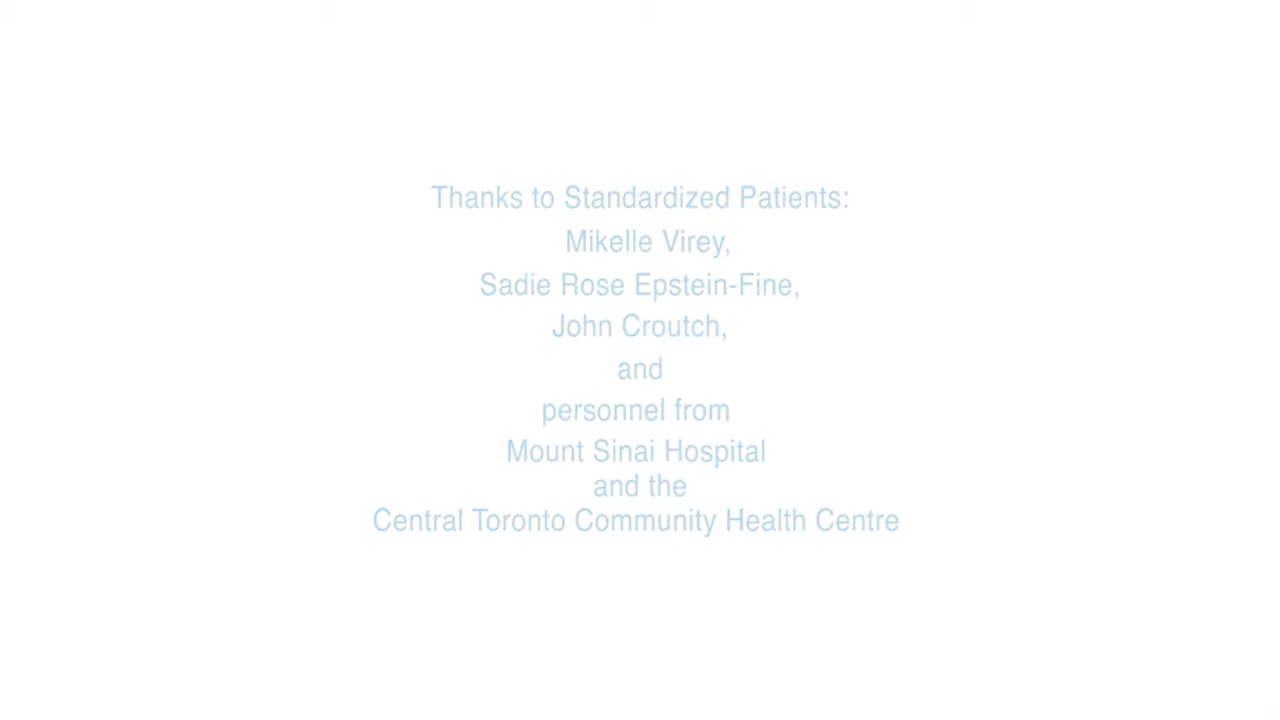 Thanks to Standardized Patients:
Mikelle Virey,
Sadie Rose Epstein-Fine,
John Croutch,
and
personnel from
Mount Sinai Hospital
and the
Central Toronto Community Health Centre